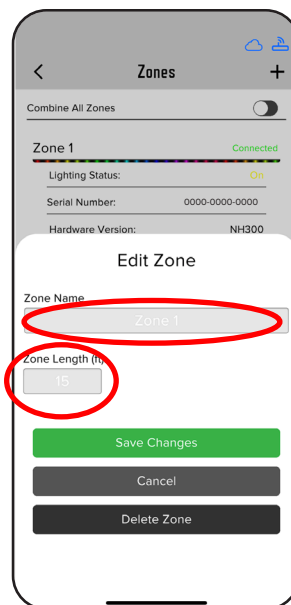 Zones
Combine All Zones
Zone 1 Connected
Lighting Status: On
Serial Number: 0000-0000-0000
Hardware Version: NH300
Edit Zone
Zone Name
Zone 1
Zone Length (ft)
15
Save Changes
Cancel
Delete Zone